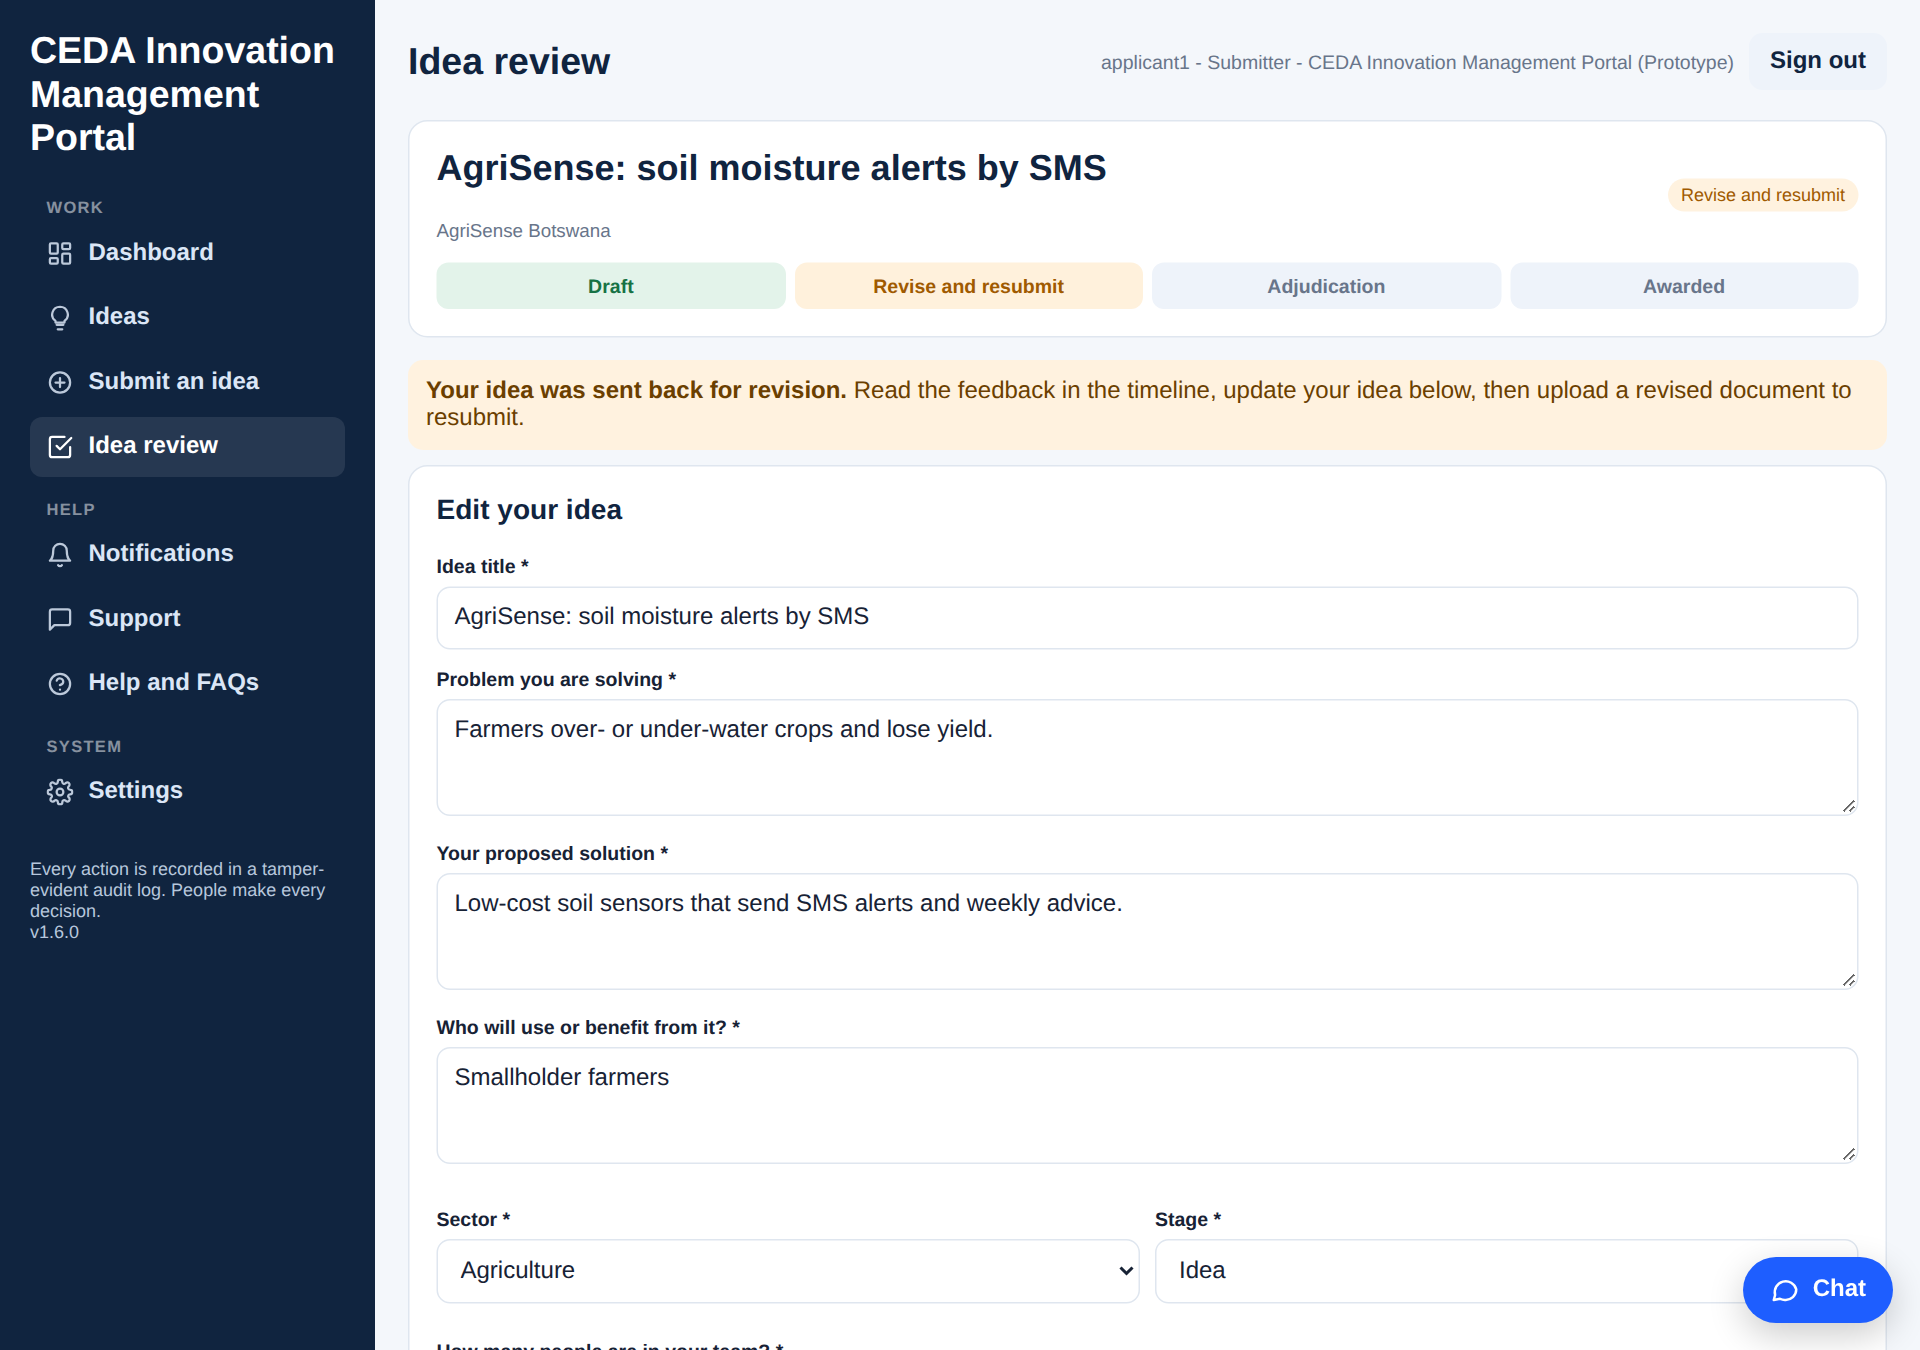 CEDA Innovation
Management
Portal
WORK
Dashboard
Ideas
Submit an idea
Idea review
HELP
Notifications
Support
Help and FAQs
SYSTEM
Settings
Every action is recorded in a tamper-
evident audit log. People make every
decision.
v1.6.0
Idea review
applicant1 - Submitter - CEDA Innovation Management Portal (Prototype)
Sign out
AgriSense: soil moisture alerts by SMS
Revise and resubmit
AgriSense Botswana
Draft
Revise and resubmit
Adjudication
Awarded
Your idea was sent back for revision. Read the feedback in the timeline, update your idea below, then upload a revised document to
resubmit.
Edit your idea
Idea title *
AgriSense: soil moisture alerts by SMS
Problem you are solving *
Farmers over- or under-water crops and lose yield.
Your proposed solution *
Low-cost soil sensors that send SMS alerts and weekly advice.
Who will use or benefit from it? *
Smallholder farmers
Sector *
Stage *
Agriculture
Idea
Chat
How many people are in your team? *